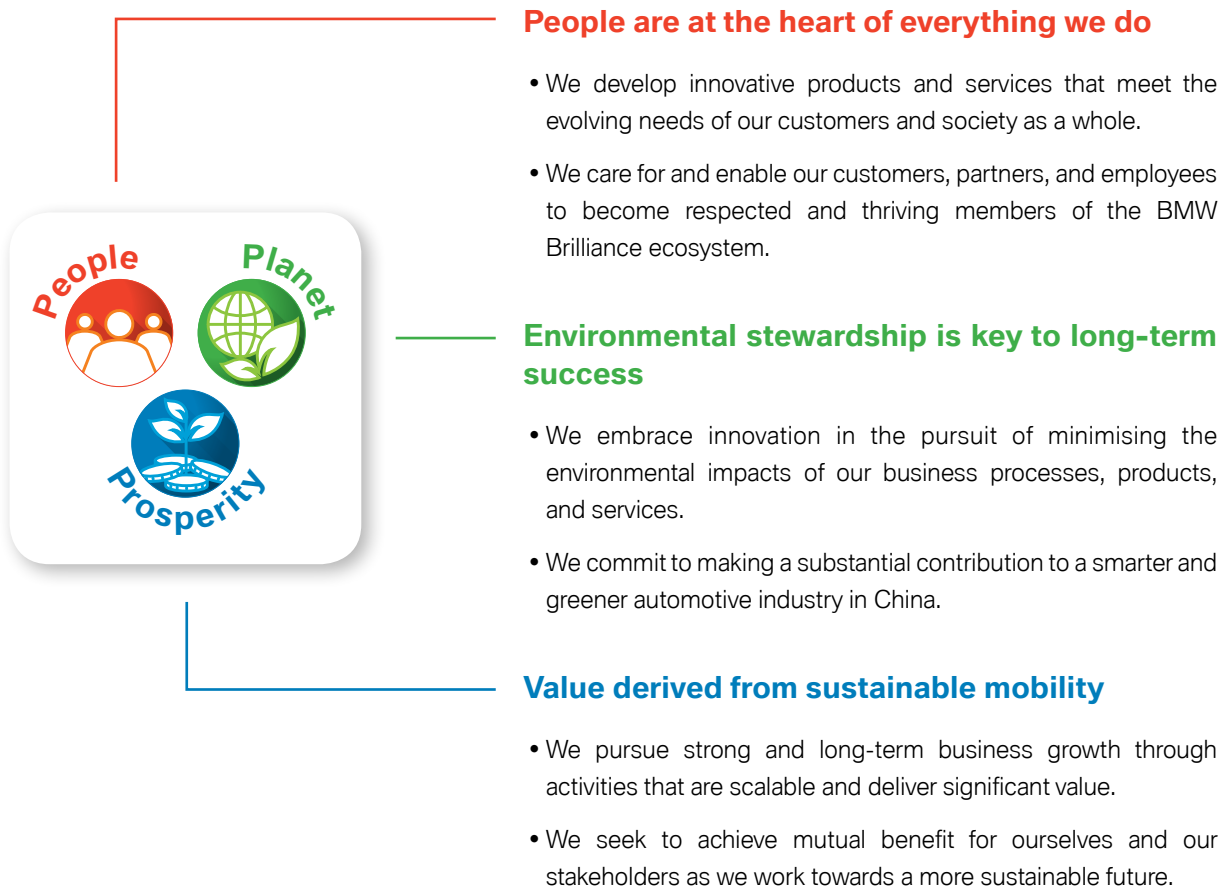 People are at the heart of everything we do
• We develop innovative products and services that meet the
evolving needs of our customers and society as a whole.
• We care for and enable our customers, partners, and employees
to become respected and thriving members of the BMW
Brilliance ecosystem.
People
Planet
Prosperity
Environmental stewardship is key to long-term
success
• We embrace innovation in the pursuit of minimising the
environmental impacts of our business processes, products,
and services.
• We commit to making a substantial contribution to a smarter and
greener automotive industry in China.
Value derived from sustainable mobility
• We pursue strong and long-term business growth through
activities that are scalable and deliver significant value.
• We seek to achieve mutual benefit for ourselves and our
stakeholders as we work towards a more sustainable future.